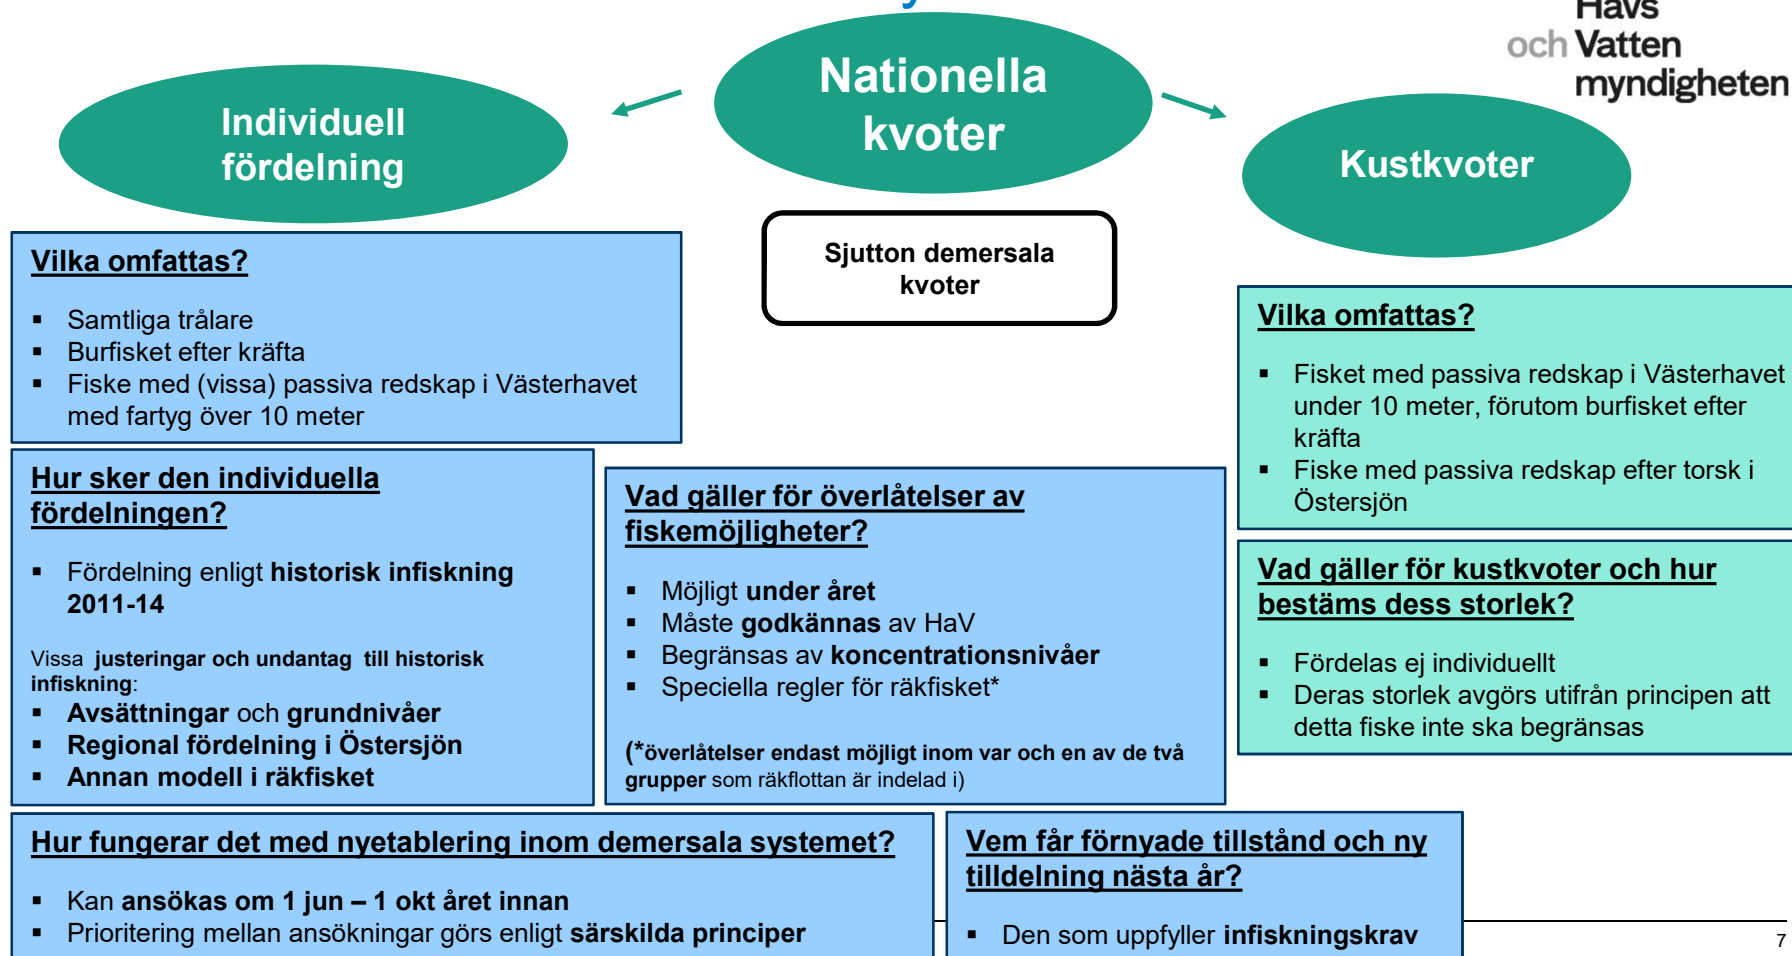 Havs
och Vatten
myndigheten
Nationella
kvoter
Individuell
fördelning
Kustkvoter
Sjutton demersala
kvoter
Vilka omfattas?
▪ Samtliga trålare
▪ Burfisket efter kräfta
▪ Fiske med (vissa) passiva redskap i Västerhavet
med fartyg över 10 meter
Hur sker den individuella
fördelningen?
▪ Fördelning enligt historisk infiskning
2011-14
Vissa justeringar och undantag till historisk
infiskning:
▪ Avsättningar och grundnivåer
▪ Regional fördelning i Östersjön
▪ Annan modell i räkfisket
Vad gäller för överlåtelser av
fiskemöjligheter?
▪ Möjligt under året
▪ Måste godkännas av HaV
▪ Begränsas av koncentrationsnivåer
▪ Speciella regler för räkfisket*
(*överlåtelser endast möjligt inom var och en av de två
grupper som räkflottan är indelad i)
Vilka omfattas?
▪ Fisket med passiva redskap i Västerhavet
under 10 meter, förutom burfisket efter
kräfta
▪ Fiske med passiva redskap efter torsk i
Östersjön
Vad gäller för kustkvoter och hur
bestäms dess storlek?
▪ Fördelas ej individuellt
▪ Deras storlek avgörs utifrån principen att
detta fiske inte ska begränsas
Hur fungerar det med nyetablering inom demersala systemet?
▪ Kan ansökas om 1 jun – 1 okt året innan
▪ Prioritering mellan ansökningar görs enligt särskilda principer
Vem får förnyade tillstånd och ny
tilldelning nästa år?
▪ Den som uppfyller infiskningskrav
7